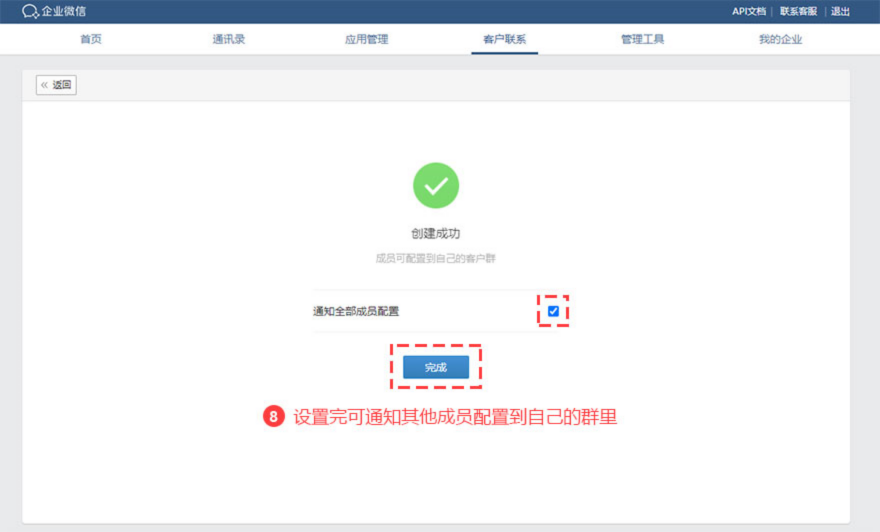 企业微信
API文档 | 联系客服 | 退出
首页 通讯录 应用管理 客户联系 管理工具 我的企业
« 返回
创建成功
成员可配置到自己的客户群
通知全部成员配置
完成
8 设置完可通知其他成员配置到自己的群里